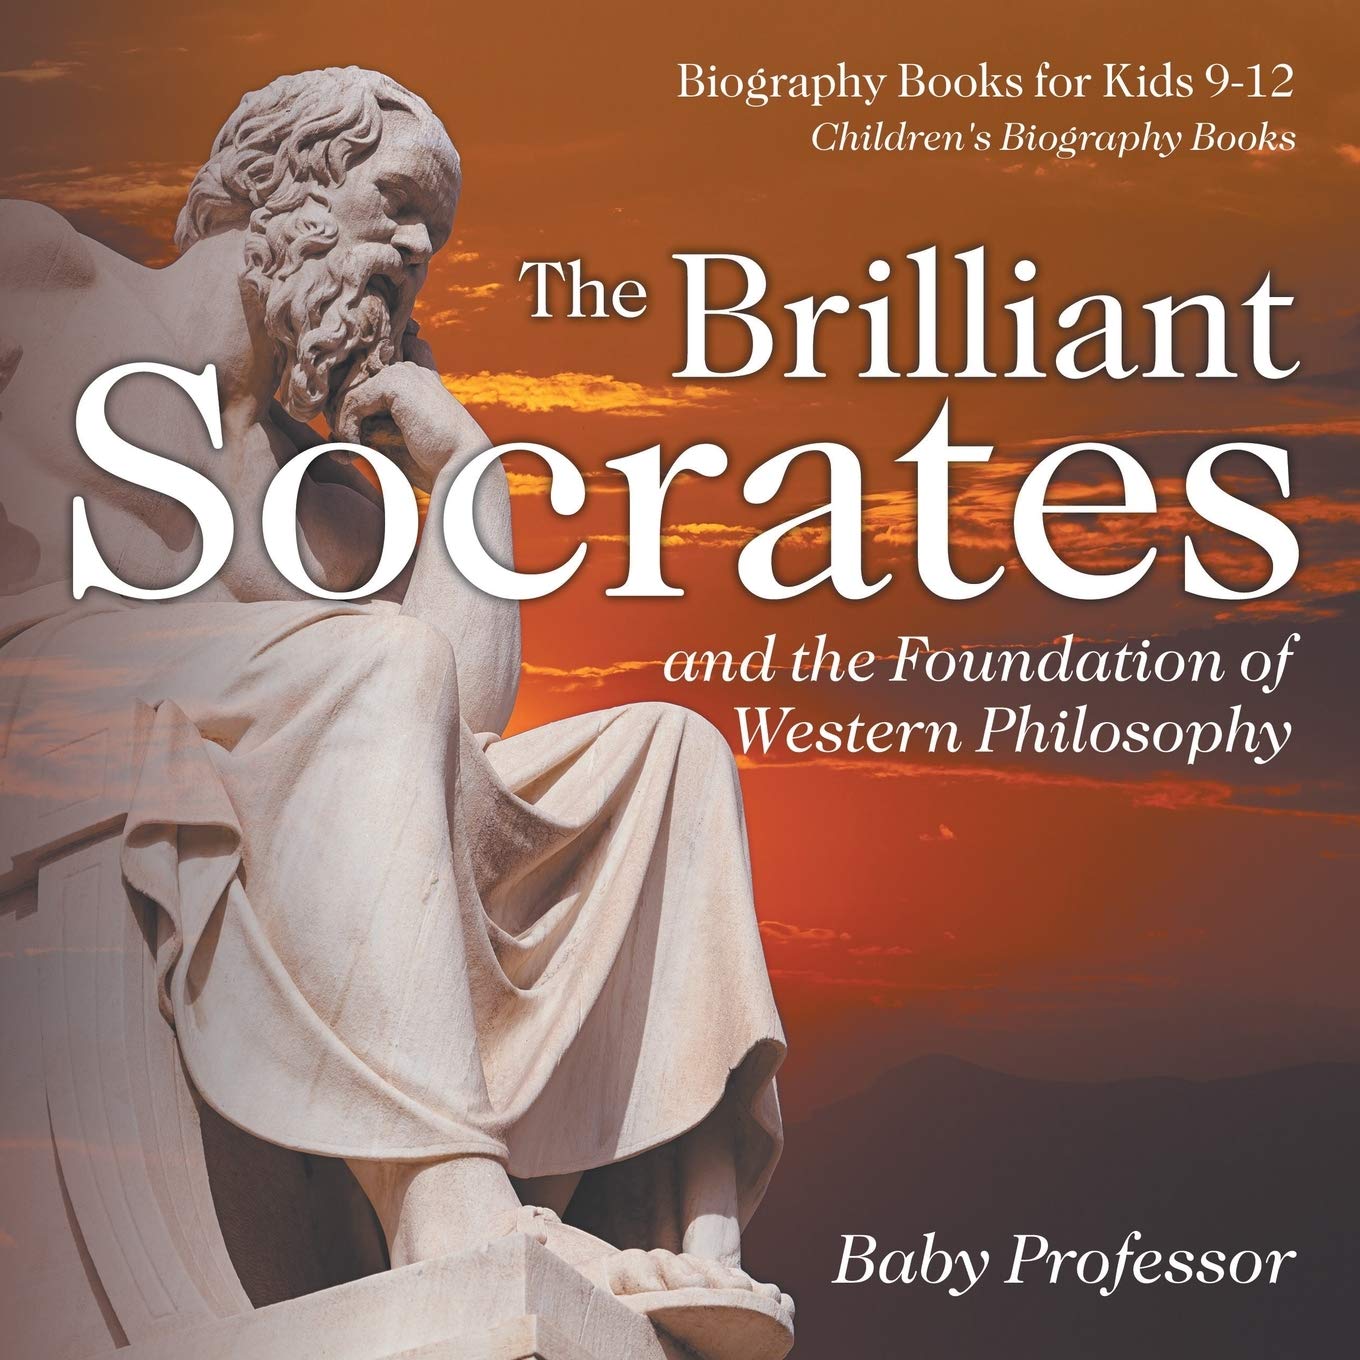 Biography Books for Kids 9-12
Children's Biography Books
The Brilliant
Socrates
and the Foundation of
Western Philosophy
Baby Professor